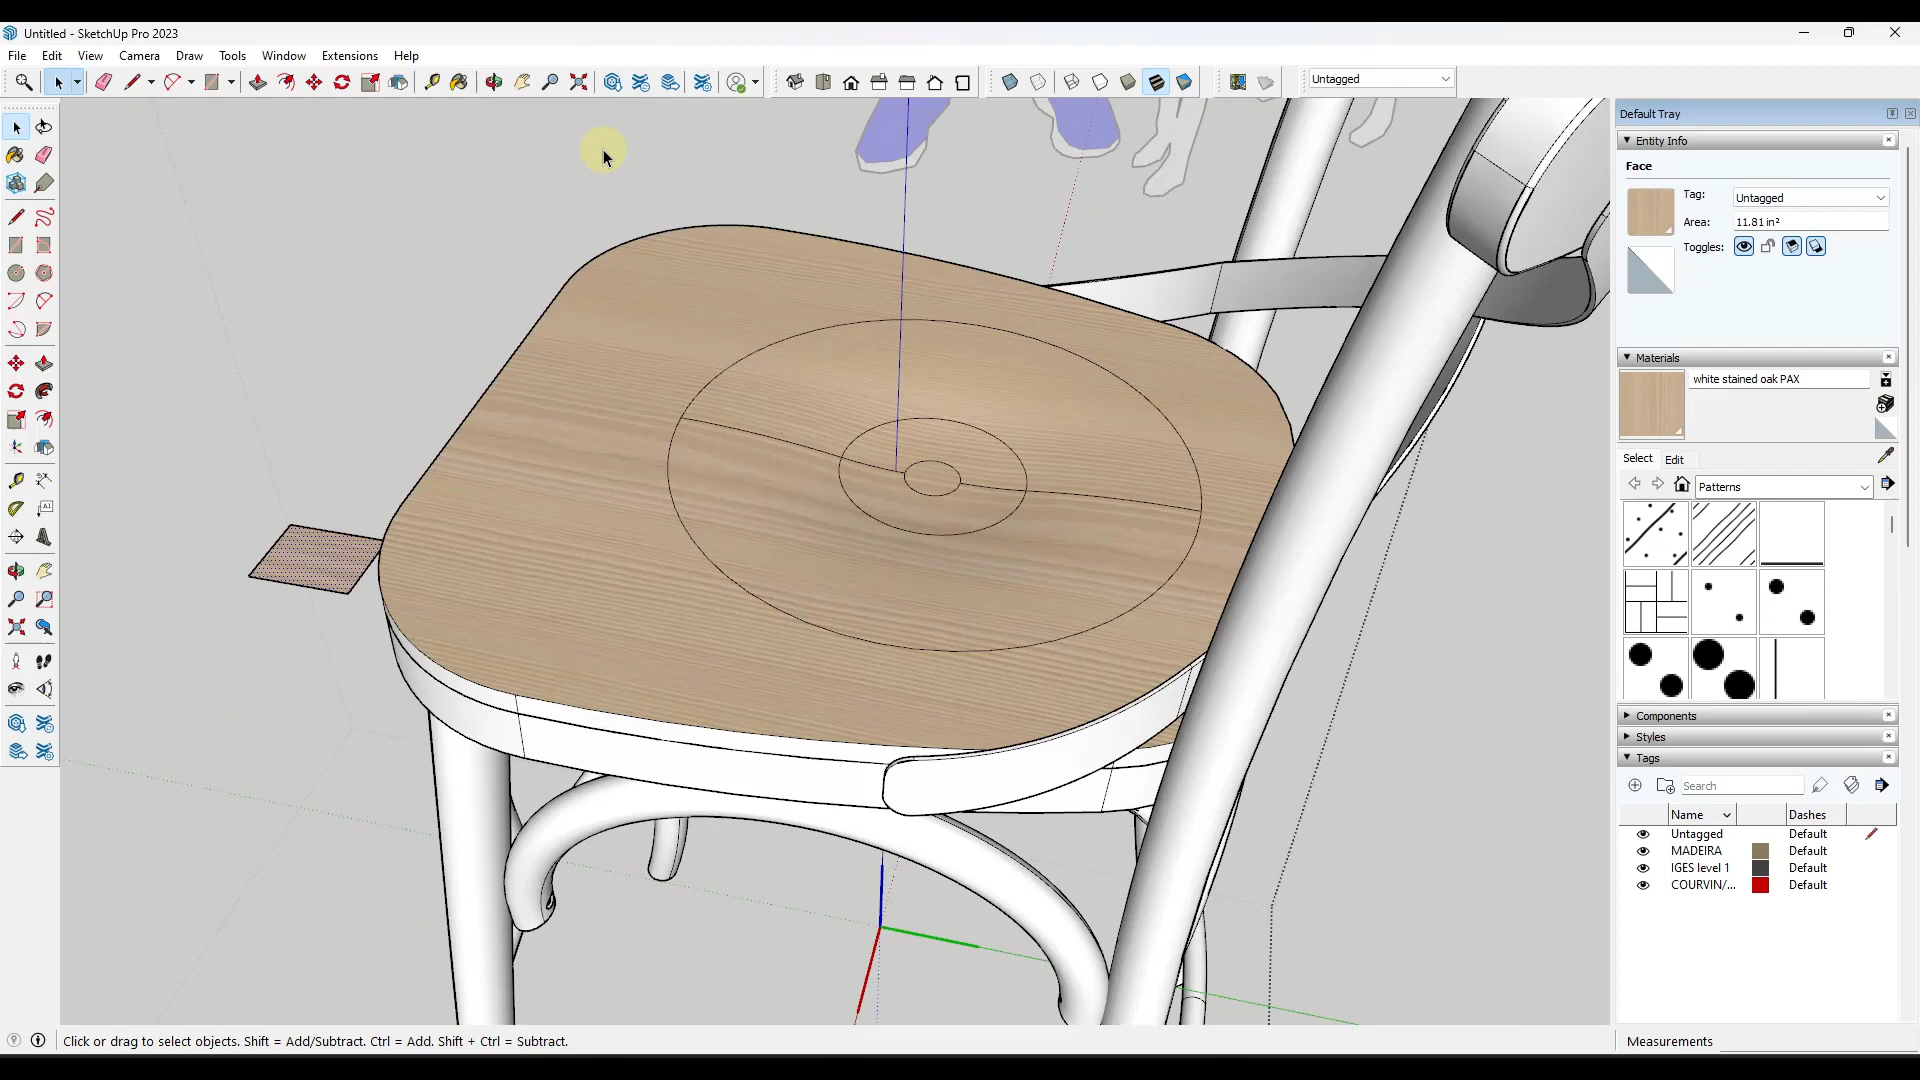 Untitled - SketchUp Pro 2023
File Edit View Camera Draw Tools Window Extensions Help
Untagged
Default Tray
Entity Info
Face
Tag: Untagged
Area: 11.81 in²
Toggles:
Materials
white stained oak PAX
Select Edit
Patterns
Components
Styles
Tags
Search
Name Dashes
Untagged Default
MADEIRA Default
IGES level 1 Default
COURVIN/... Default
Click or drag to select objects. Shift = Add/Subtract. Ctrl = Add. Shift + Ctrl = Subtract.
Measurements